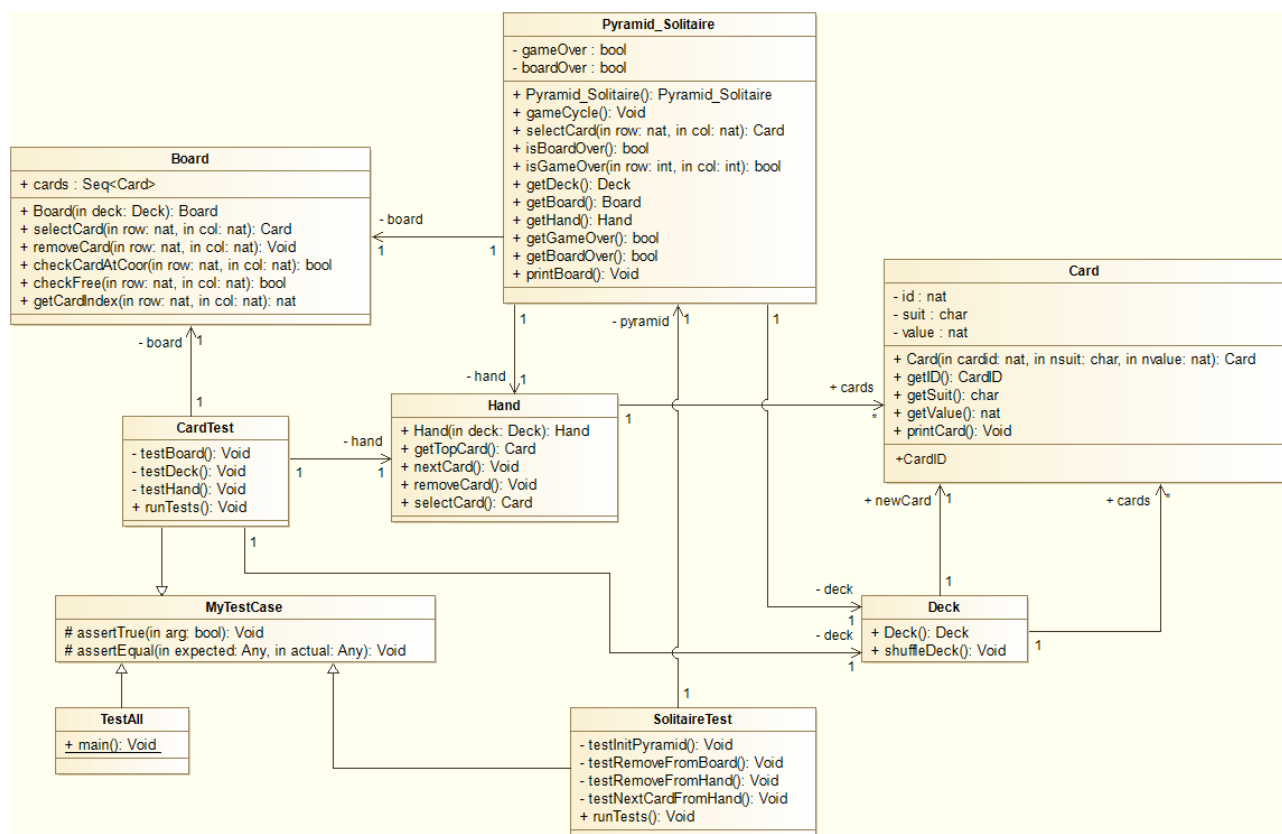 Pyramid_Solitaire
- gameOver : bool
- boardOver : bool
+ Pyramid_Solitaire(): Pyramid_Solitaire
+ gameCycle(): Void
+ selectCard(in row: nat, in col: nat): Card
+ isBoardOver(): bool
+ isGameOver(in row: int, in col: int): bool
+ getDeck(): Deck
+ getBoard(): Board
+ getHand(): Hand
+ getGameOver(): bool
+ getBoardOver(): bool
+ printBoard(): Void
Board
+ cards : Seq<Card>
+ Board(in deck: Deck): Board
+ selectCard(in row: nat, in col: nat): Card
+ removeCard(in row: nat, in col: nat): Void
+ checkCardAtCoor(in row: nat, in col: nat): bool
+ checkFree(in row: nat, in col: nat): bool
+ getCardIndex(in row: nat, in col: nat): nat
- board
1
1
Card
- id : nat
- suit : char
- value : nat
+ Card(in cardid: nat, in nsuit: char, in nvalue: nat): Card
+ getID(): CardID
+ getSuit(): char
+ getValue(): nat
+ printCard(): Void
+CardID
1
- pyramid
1
1
- board
1
1
- hand
1
+ cards
1
*
Hand
+ Hand(in deck: Deck): Hand
+ getTopCard(): Card
+ nextCard(): Void
+ removeCard(): Void
+ selectCard(): Card
CardTest
- testBoard(): Void
- testDeck(): Void
- testHand(): Void
+ runTests(): Void
- hand
1
1
1
+ newCard
1
+ cards
*
1
1
- deck
1
- deck
1
Deck
+ Deck(): Deck
+ shuffleDeck(): Void
MyTestCase
# assertTrue(in arg: bool): Void
# assertEqual(in expected: Any, in actual: Any): Void
TestAll
+ main(): Void
1
SolitaireTest
- testInitPyramid(): Void
- testRemoveFromBoard(): Void
- testRemoveFromHand(): Void
- testNextCardFromHand(): Void
+ runTests(): Void